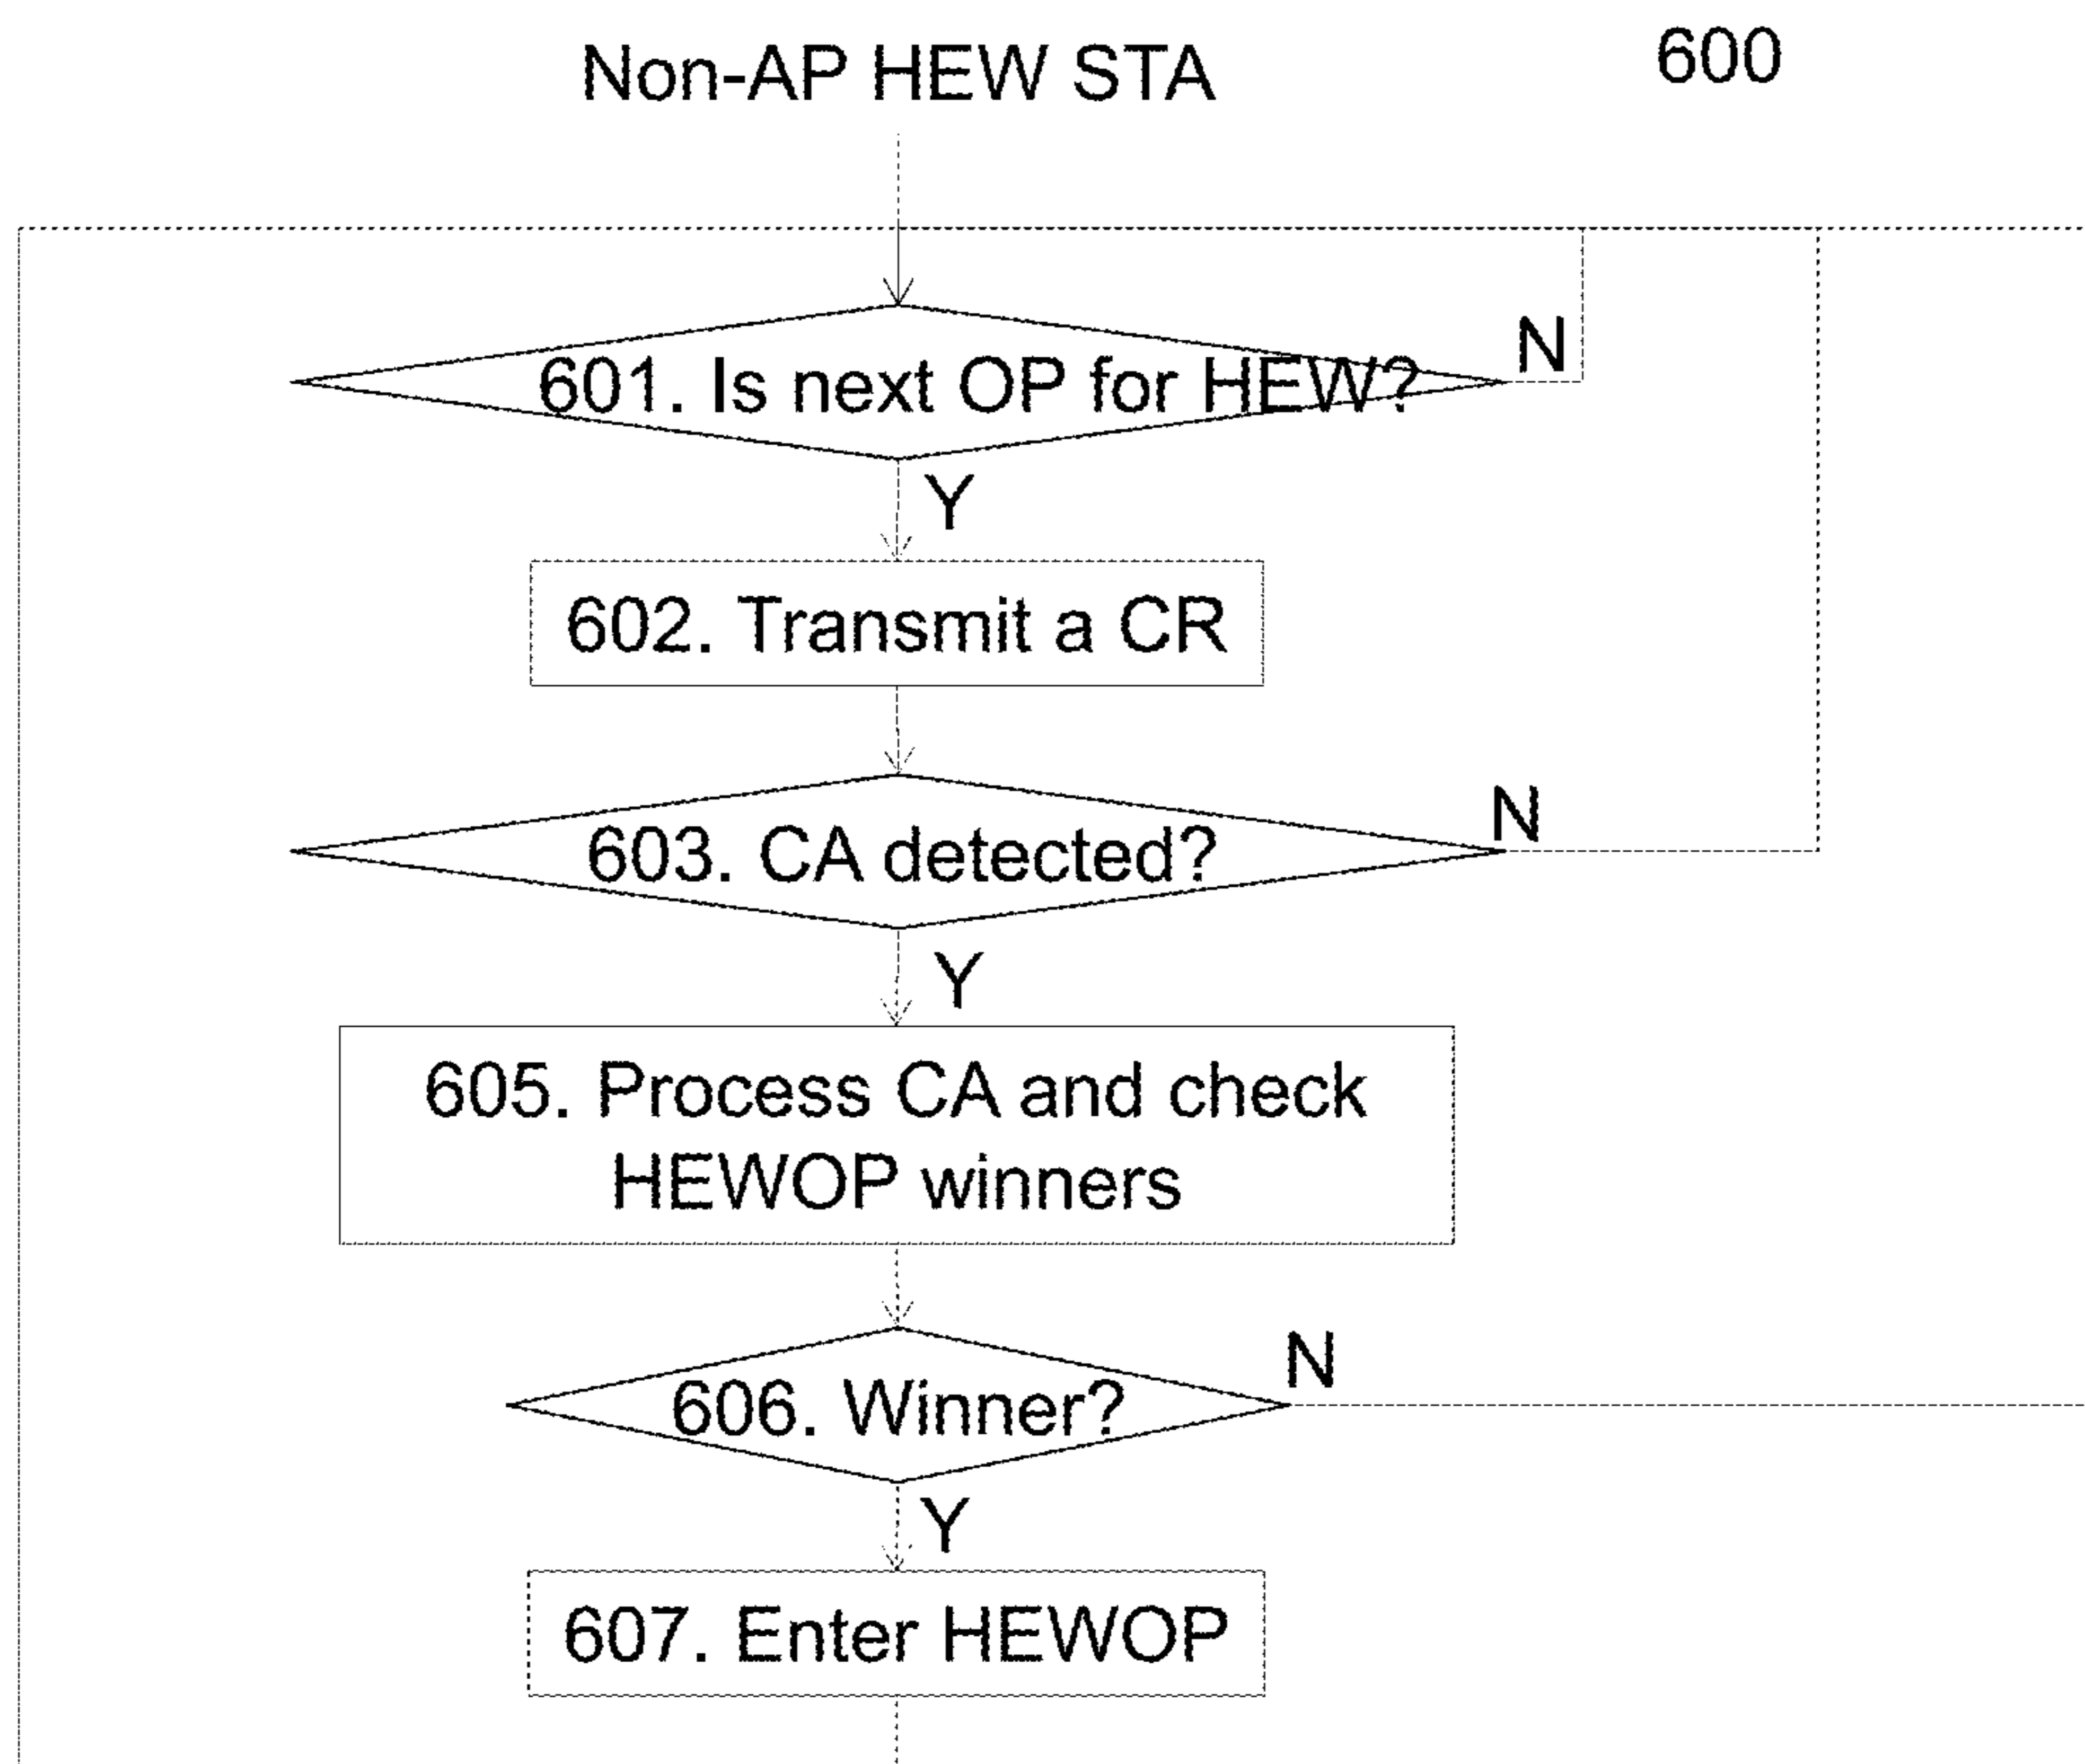 Non-AP HEW STA
600
601. Is next OP for HEW?
N
Y
602. Transmit a CR
603. CA detected?
N
Y
605. Process CA and check
HEWOP winners
606. Winner?
N
Y
607. Enter HEWOP